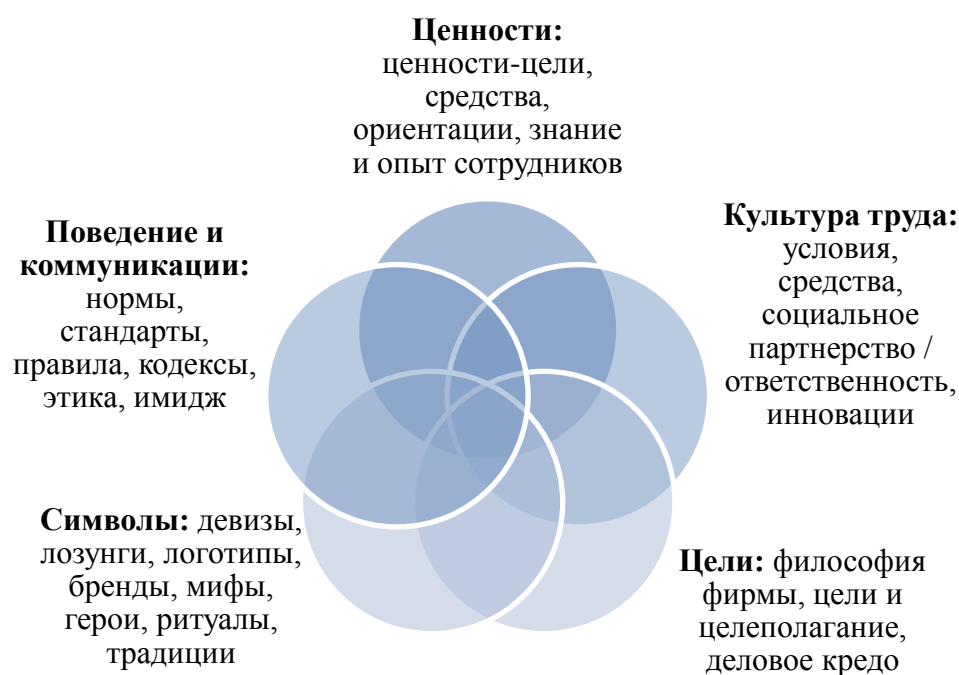 Ценности:
ценности-цели,
средства,
ориентации, знание
и опыт сотрудников
Культура труда:
условия,
средства,
социальное
партнерство /
ответственность,
инновации
Цели: философия
фирмы, цели и
целеполагание,
деловое кредо
Символы: девизы,
лозунги, логотипы,
бренды, мифы,
герои, ритуалы,
традиции
Поведение и
коммуникации:
нормы,
стандарты,
правила, кодексы,
этика, имидж